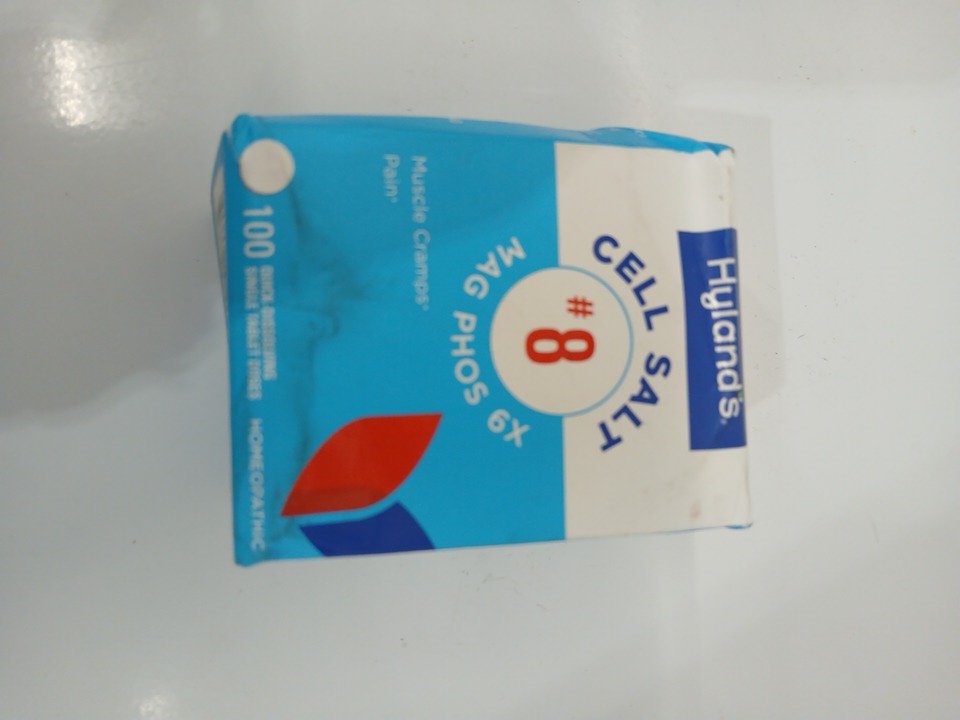 Hyland's.
CELL SALT
#8
MAG PHOS 6X
Muscle Cramps*
Pain*
100 QUICK DISSOLVING
SINGLE TABLET DOSES
HOMEOPATHIC